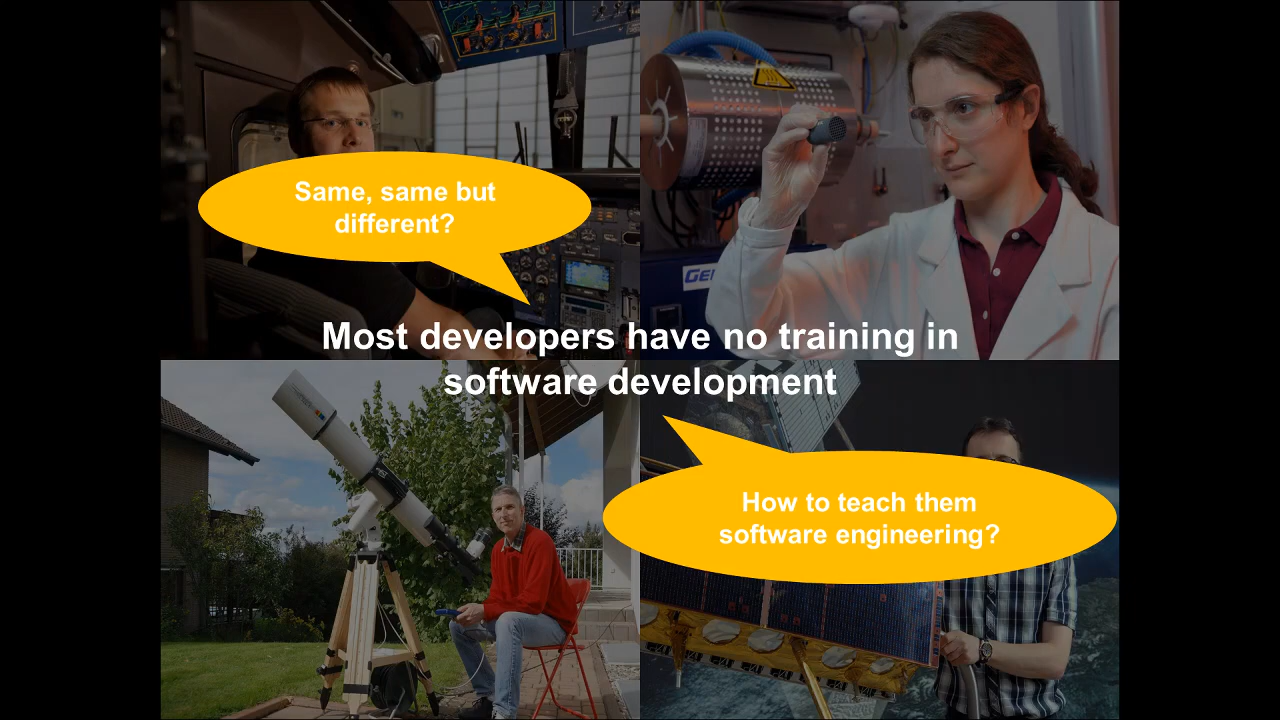 Same, same but
different?
Most developers have no training in
software development
How to teach them
software engineering?